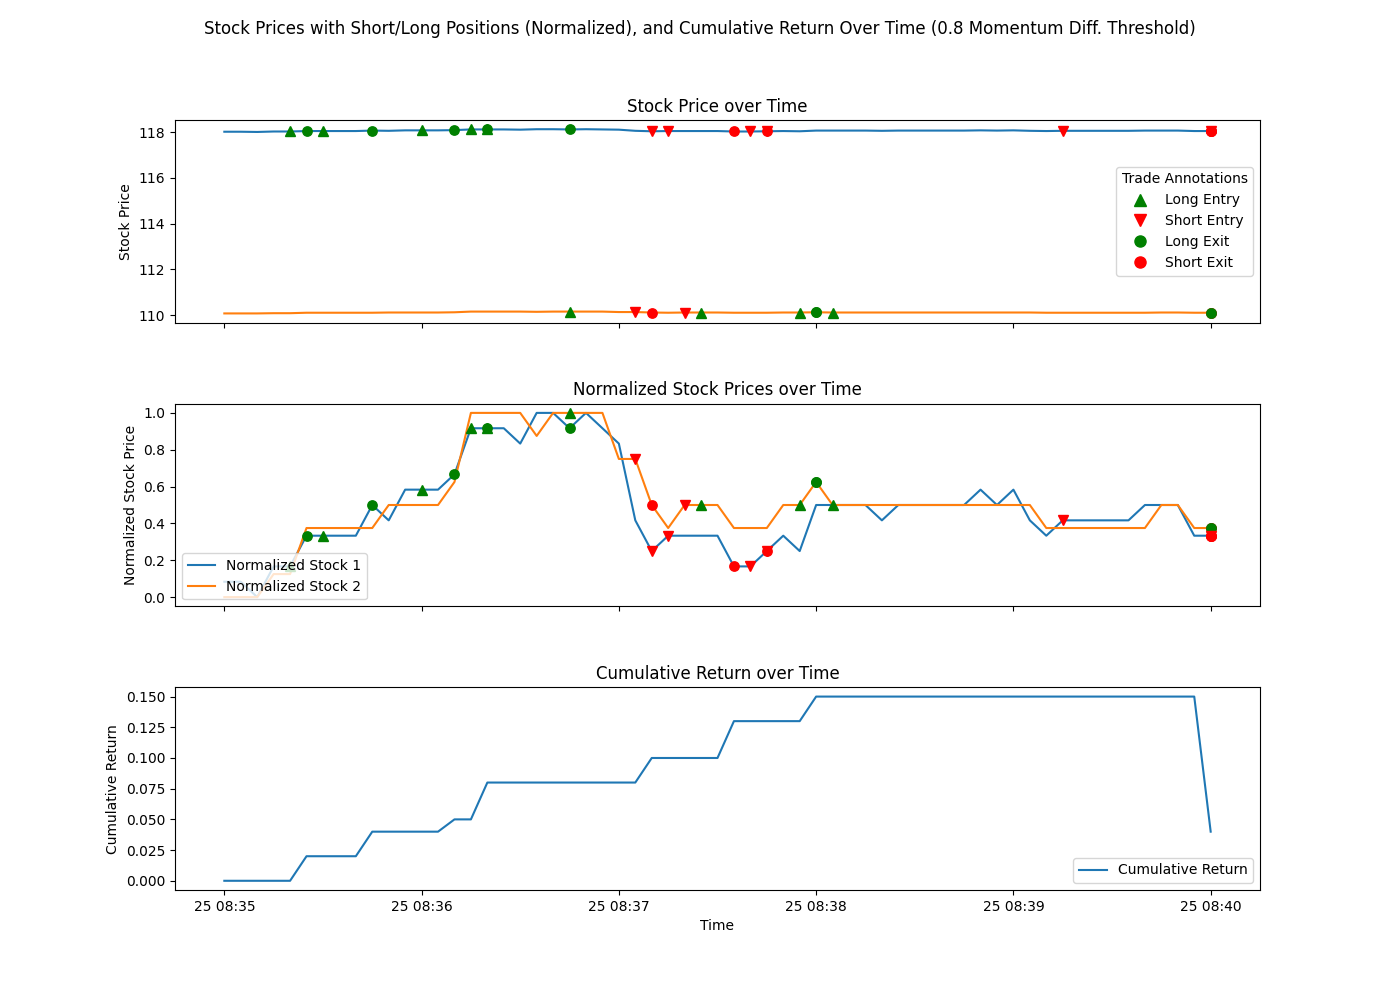 Stock Prices with Short/Long Positions (Normalized), and Cumulative Return Over Time (0.8 Momentum Diff. Threshold)
Stock Price over Time
Stock Price
118
116
114
112
110
Trade Annotations
Long Entry
Short Entry
Long Exit
Short Exit
Normalized Stock Prices over Time
Normalized Stock Price
1.0
0.8
0.6
0.4
0.2
0.0
Normalized Stock 1
Normalized Stock 2
Cumulative Return over Time
Cumulative Return
0.150
0.125
0.100
0.075
0.050
0.025
0.000
Cumulative Return
25 08:35 25 08:36 25 08:37 25 08:38 25 08:39 25 08:40
Time